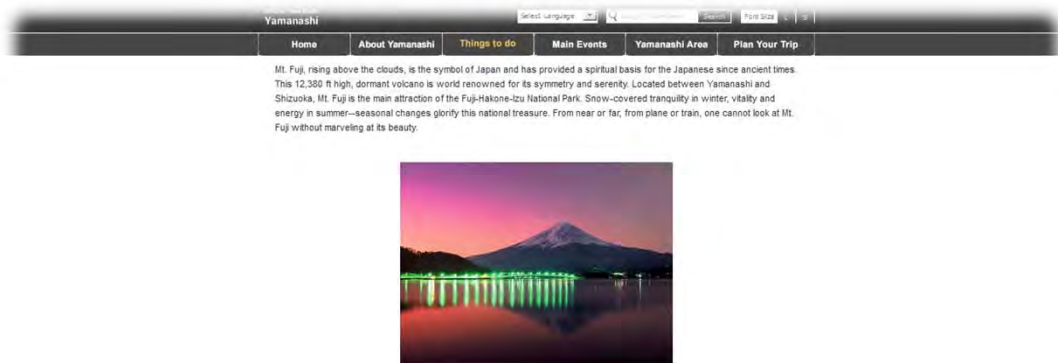 Yamanashi
Select Language
Search
Font Size
L
Home
About Yamanashi
Things to do
Main Events
Yamanashi Area
Plan Your Trip
Mt. Fuji, rising above the clouds, is the symbol of Japan and has provided a spiritual basis for the Japanese since ancient times.
This 12,380 ft high, dormant volcano is world renowned for its symmetry and serenity. Located between Yamanashi and
Shizuoka, Mt. Fuji is the main attraction of the Fuji-Hakone-Izu National Park. Snow-covered tranquility in winter, vitality and
energy in summer--seasonal changes glorify this national treasure. From near or far, from plane or train, one cannot look at Mt.
Fuji without marveling at its beauty.